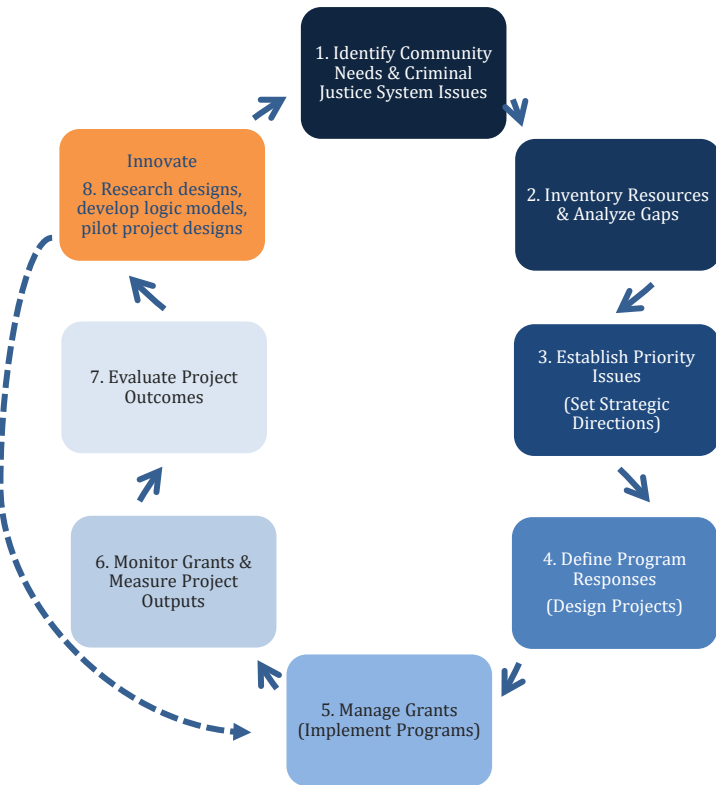 1. Identify Community
Needs & Criminal
Justice System Issues
2. Inventory Resources
& Analyze Gaps
3. Establish Priority
Issues
(Set Strategic
Directions)
4. Define Program
Responses
(Design Projects)
5. Manage Grants
(Implement Programs)
6. Monitor Grants &
Measure Project
Outputs
7. Evaluate Project
Outcomes
Innovate
8. Research designs,
develop logic models,
pilot project designs